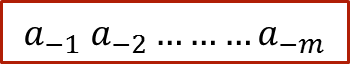 a₋₁ a₋₂ … … … a₋ₘ